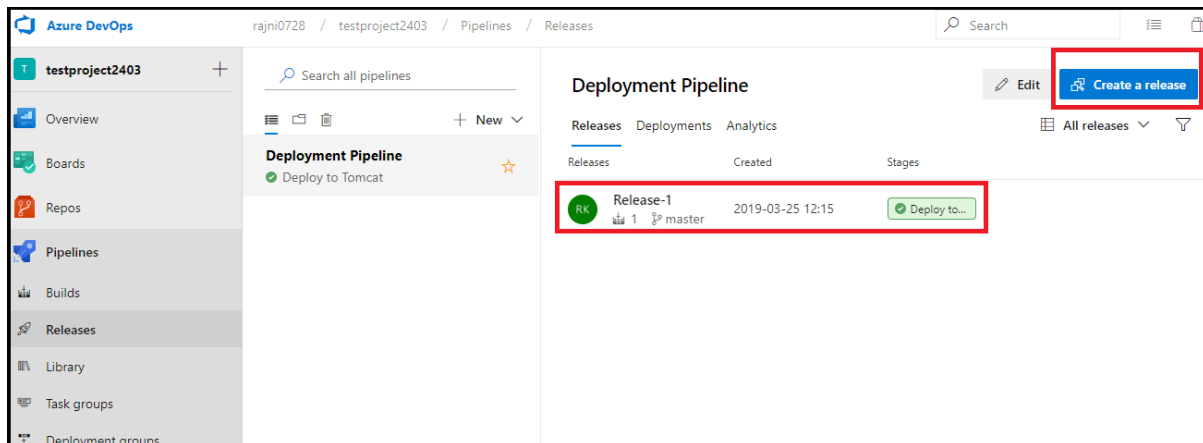 Azure DevOps
rajni0728 / testproject2403 / Pipelines / Releases
Search
T testproject2403
Overview
Boards
Repos
Pipelines
Builds
Releases
Library
Task groups
Deployment groups
Search all pipelines
New
Deployment Pipeline
Deploy to Tomcat
Deployment Pipeline
Edit
Create a release
Releases Deployments Analytics
All releases
Releases Created Stages
RK Release-1 2019-03-25 12:15 Deploy to...
1 master